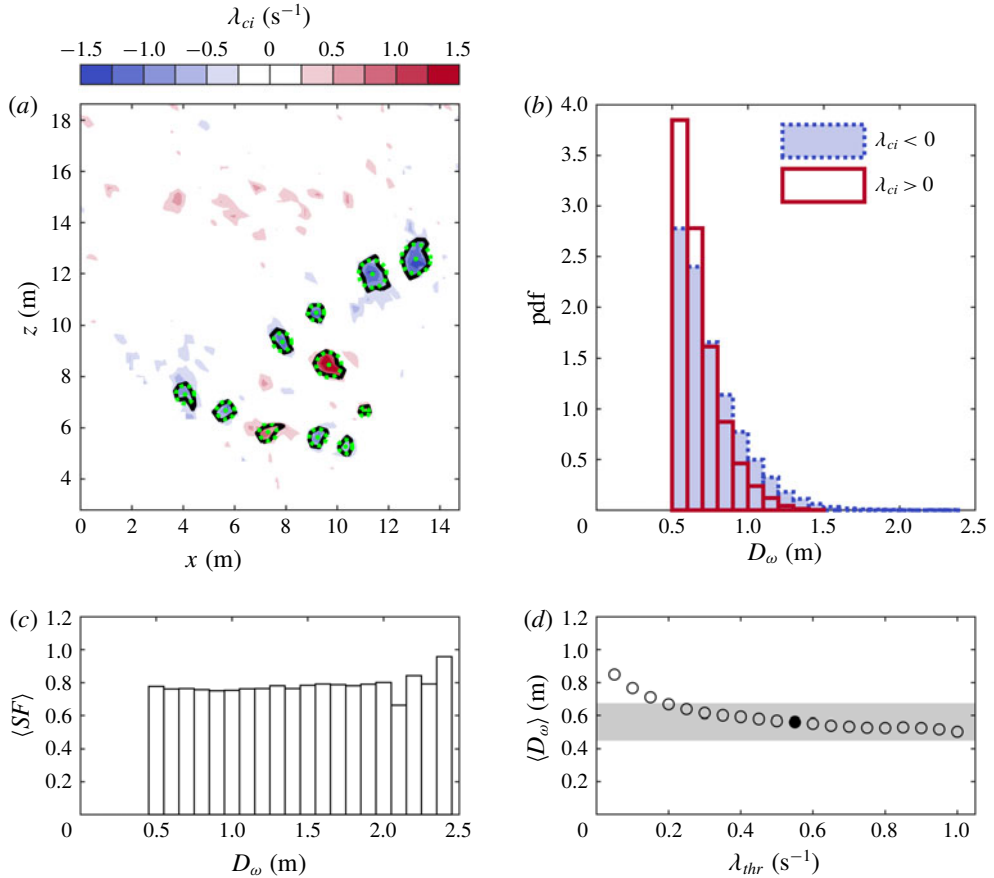 λci (s−1)
−1.5 −1.0 −0.5 0 0.5 1.0 1.5
(a)
18
16
14
12
10
8
6
4
z (m)
0 2 4 6 8 10 12 14
x (m)
(b)
4.0
3.5
3.0
2.5
2.0
1.5
1.0
0.5
pdf
λci < 0
λci > 0
0 0.5 1.0 1.5 2.0 2.5
Dω (m)
(c)
1.2
1.0
0.8
0.6
0.4
0.2
⟨SF⟩
0 0.5 1.0 1.5 2.0 2.5
Dω (m)
(d)
1.2
1.0
0.8
0.6
0.4
0.2
⟨Dω⟩ (m)
0 0.2 0.4 0.6 0.8 1.0
λthr (s−1)